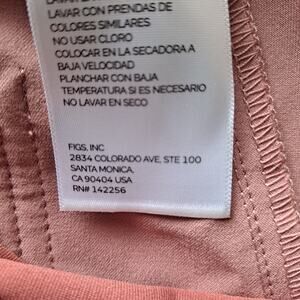 LAVAR CON PRENDAS DE
COLORES SIMILARES
NO USAR CLORO
COLOCAR EN LA SECADORA A
BAJA VELOCIDAD
PLANCHAR CON BAJA
TEMPERATURA SI ES NECESARIO
NO LAVAR EN SECO
FIGS, INC
2834 COLORADO AVE, STE 100
SANTA MONICA,
CA 90404 USA
RN# 142256